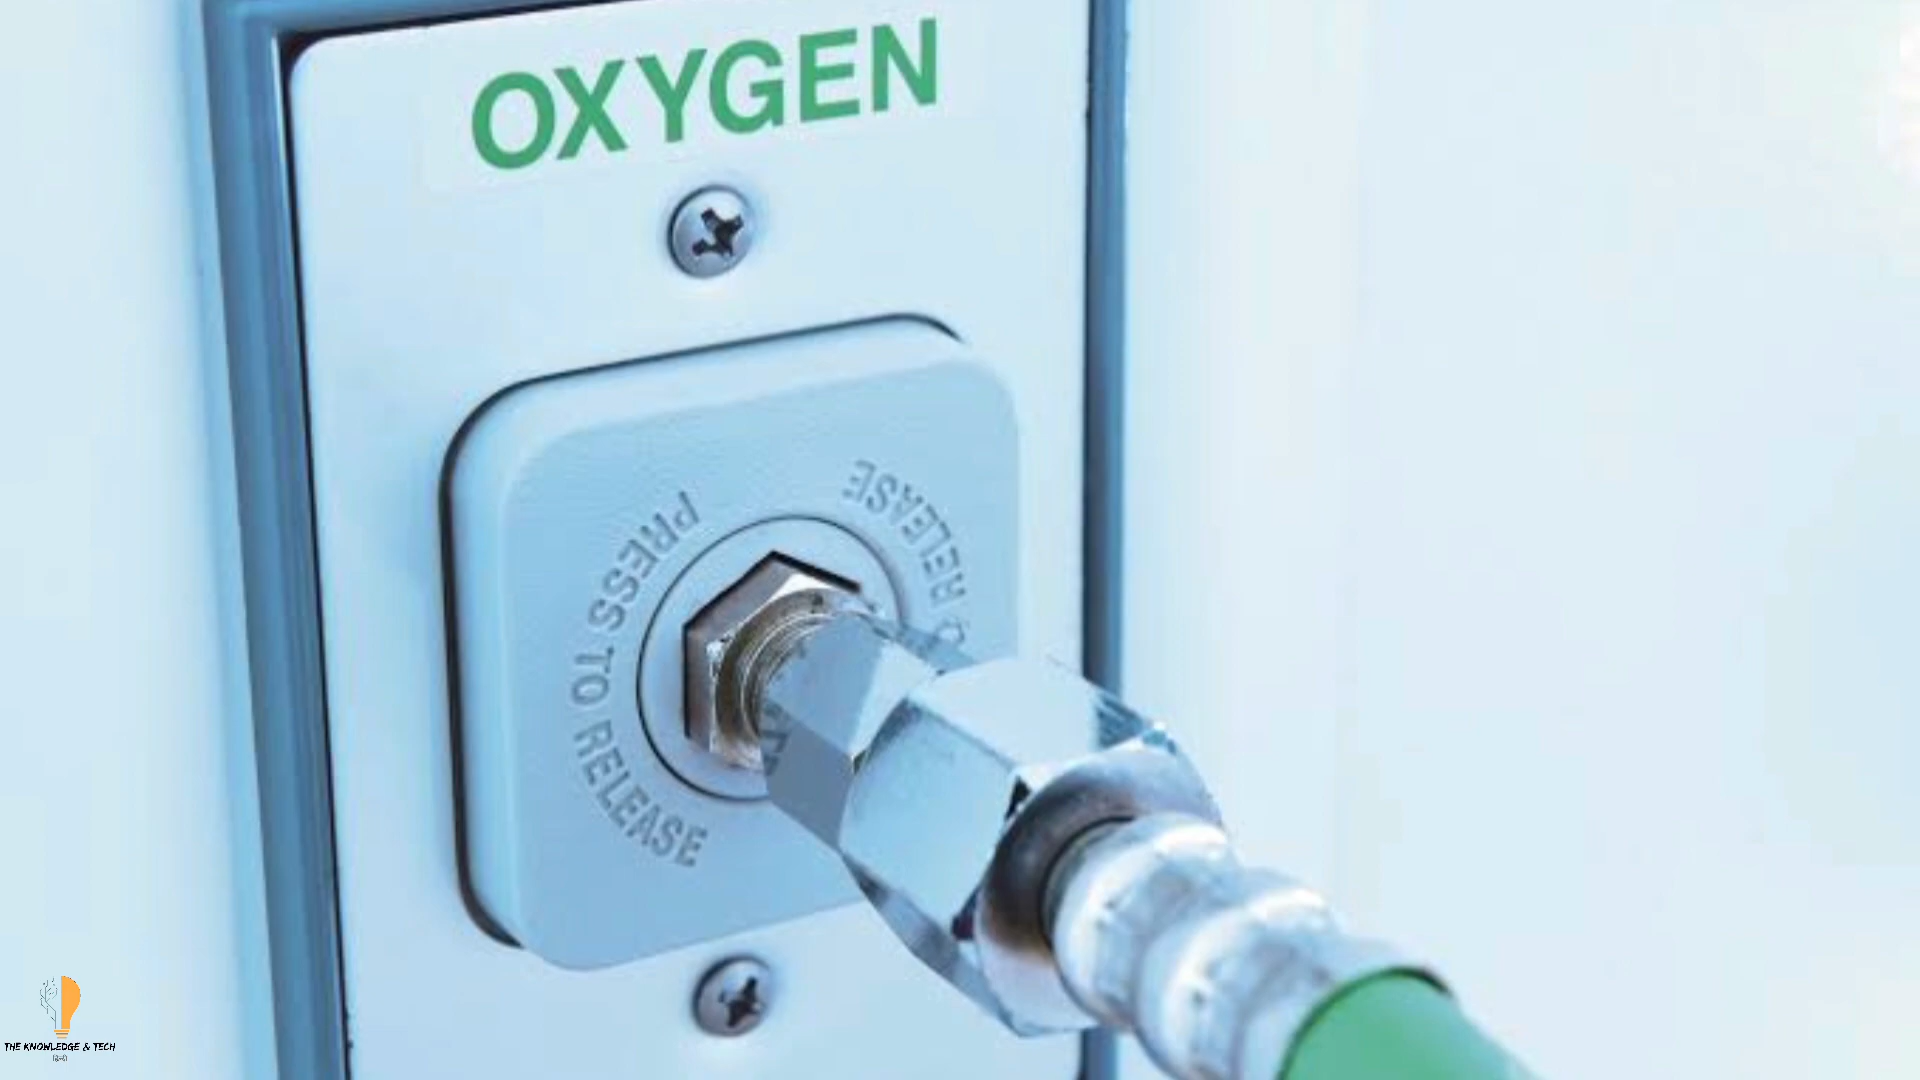 OXYGEN
PRESS TO RELEASE
RELEASE
THE KNOWLEDGE & TECH